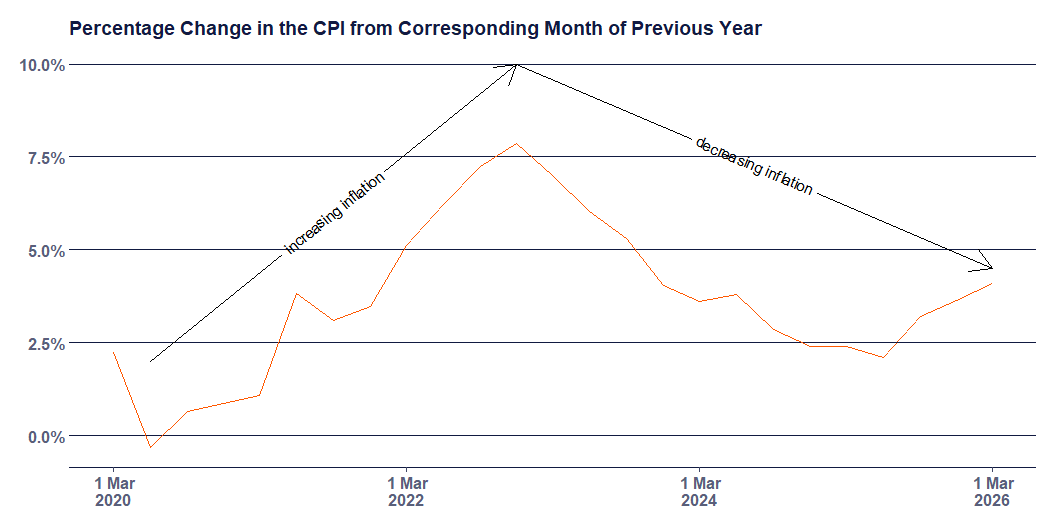 Percentage Change in the CPI from Corresponding Month of Previous Year
10.0%
7.5%
5.0%
2.5%
0.0%
increasing inflation
decreasing inflation
1 Mar
2020
1 Mar
2022
1 Mar
2024
1 Mar
2026